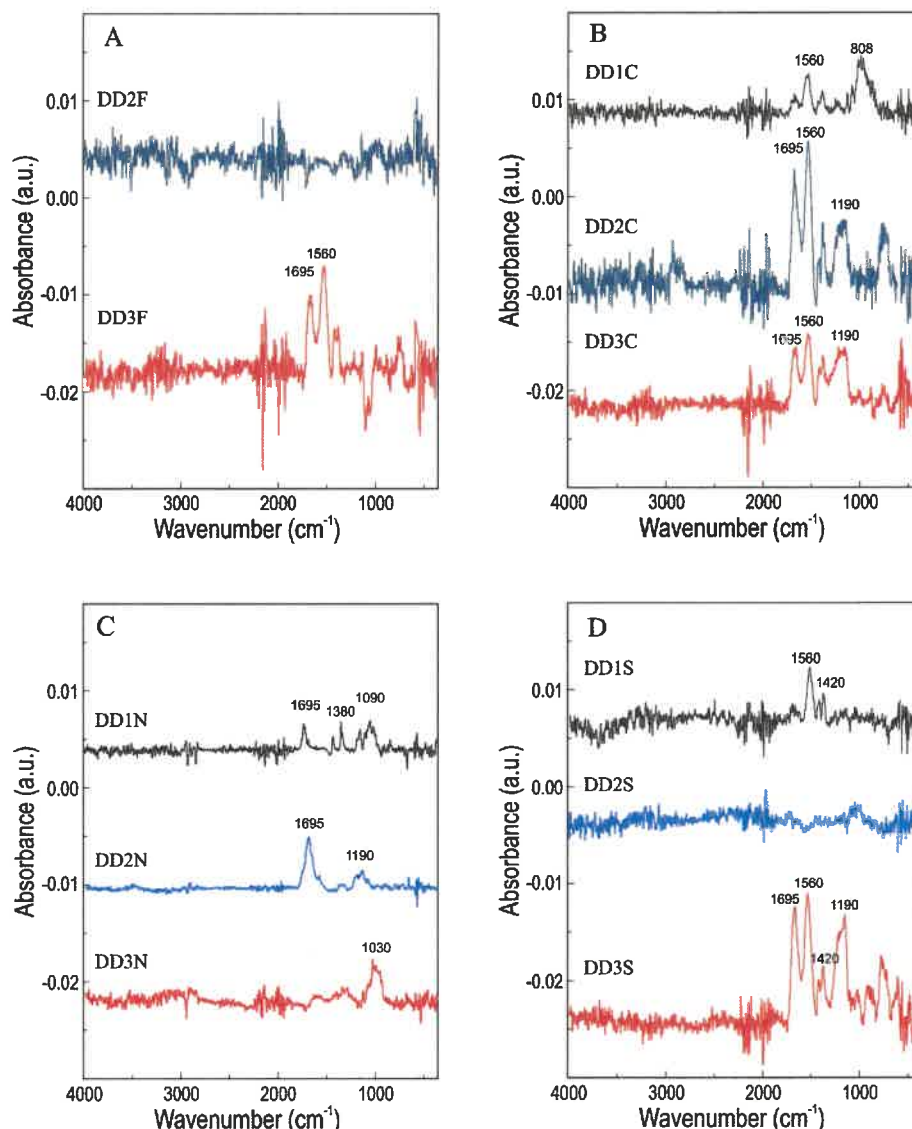 A
DD2F
0.01
0.00
1560
1695
DD3F
-0.01
-0.02
Absorbance (a.u.)
4000 3000 2000 1000
Wavenumber (cm-1)
B
808
1560
DD1C
0.01
1560
1695
0.00
1190
DD2C
-0.01
1560
1695 1190
DD3C
-0.02
Absorbance (a.u.)
4000 3000 2000 1000
Wavenumber (cm-1)
C
0.01
1090
1695 1380
DD1N
0.00
1695
1190
DD2N
-0.01
1030
DD3N
-0.02
Absorbance (a.u.)
4000 3000 2000 1000
Wavenumber (cm-1)
D
DD1S
1560
1420
0.01
DD2S
0.00
-0.01
1560
1695 1190
DD3S
1420
-0.02
Absorbance (a.u.)
4000 3000 2000 1000
Wavenumber (cm-1)